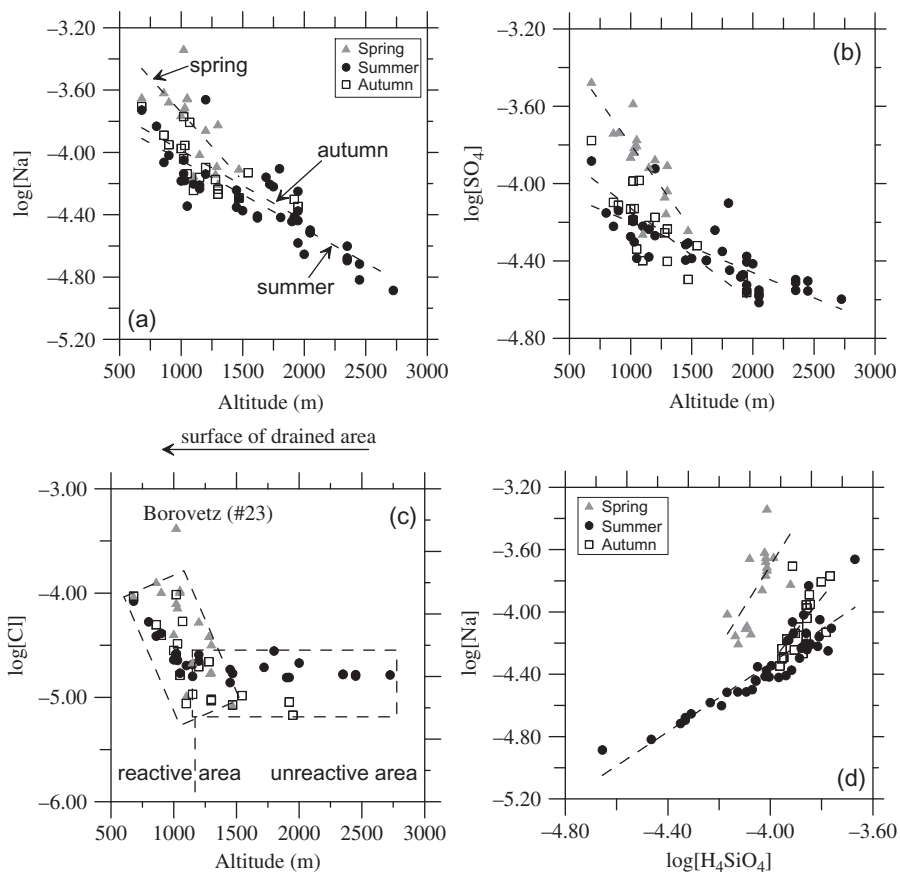 −3.20
−3.60
−4.00
−4.40
−4.80
−5.20
log[Na]
spring
autumn
summer
Spring
Summer
Autumn
(a)
500 1000 1500 2000 2500 3000
Altitude (m)
−3.20
−3.60
−4.00
−4.40
−4.80
log[SO4]
(b)
500 1000 1500 2000 2500 3000
Altitude (m)
surface of drained area
−3.00
−4.00
−5.00
−6.00
log[Cl]
Borovetz (#23)
(c)
reactive area
unreactive area
500 1000 1500 2000 2500 3000
Altitude (m)
−3.20
−3.60
−4.00
−4.40
−4.80
−5.20
log[Na]
Spring
Summer
Autumn
(d)
−4.80 −4.40 −4.00 −3.60
log[H4SiO4]